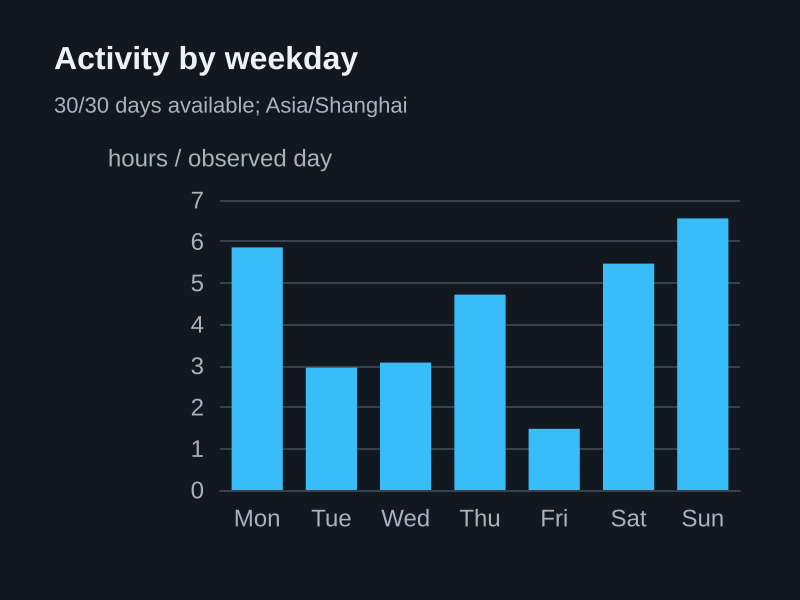 Activity by weekday
30/30 days available; Asia/Shanghai
hours / observed day
7
6
5
4
3
2
1
0
Mon Tue Wed Thu Fri Sat Sun